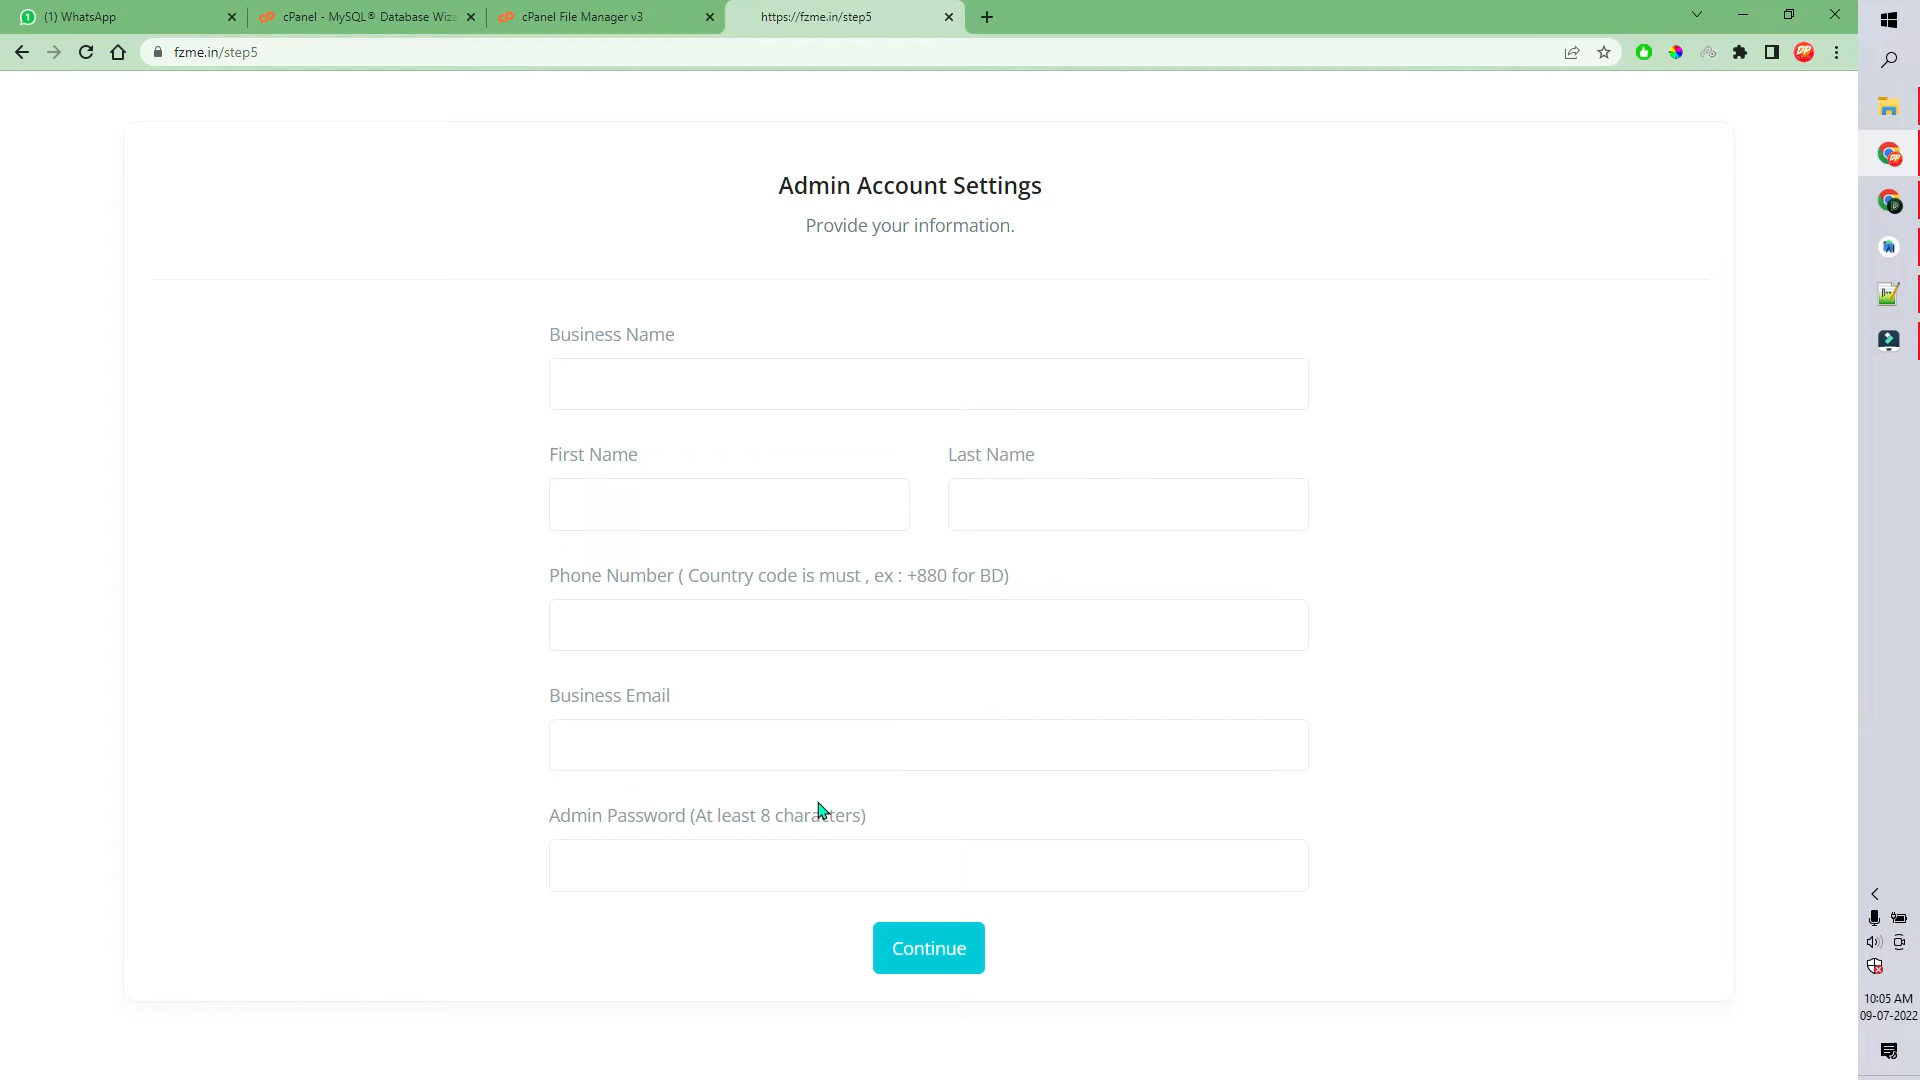 (1) WhatsApp
cPanel - MySQL® Database Wiza
cPanel File Manager v3
https://fzme.in/step5
fzme.in/step5
Admin Account Settings
Provide your information.
Business Name
First Name
Last Name
Phone Number ( Country code is must , ex : +880 for BD)
Business Email
Admin Password (At least 8 characters)
Continue
10:05 AM
09-07-2022